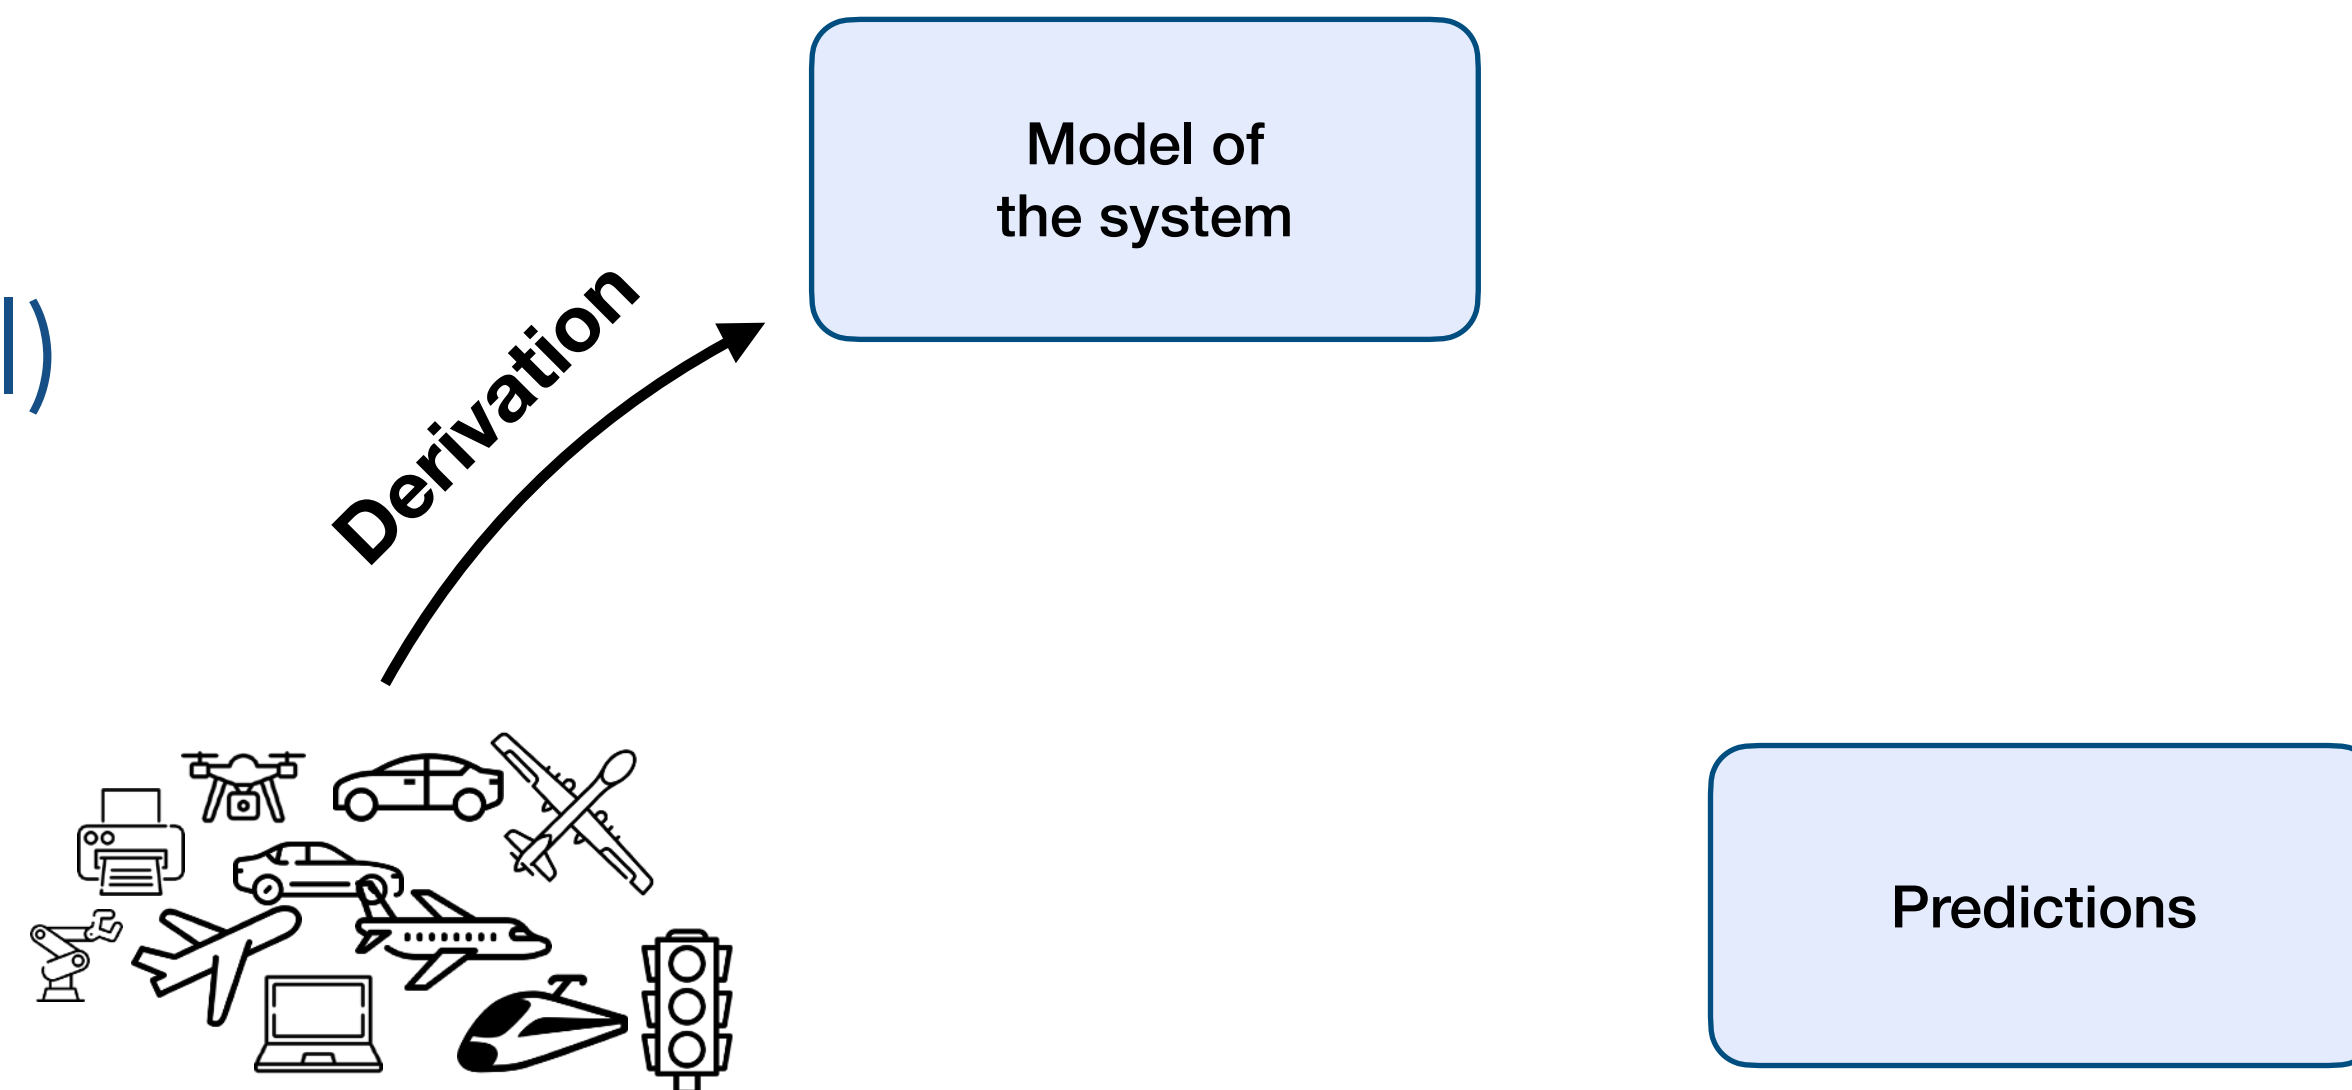 Model of
the system
Derivation
)
Predictions